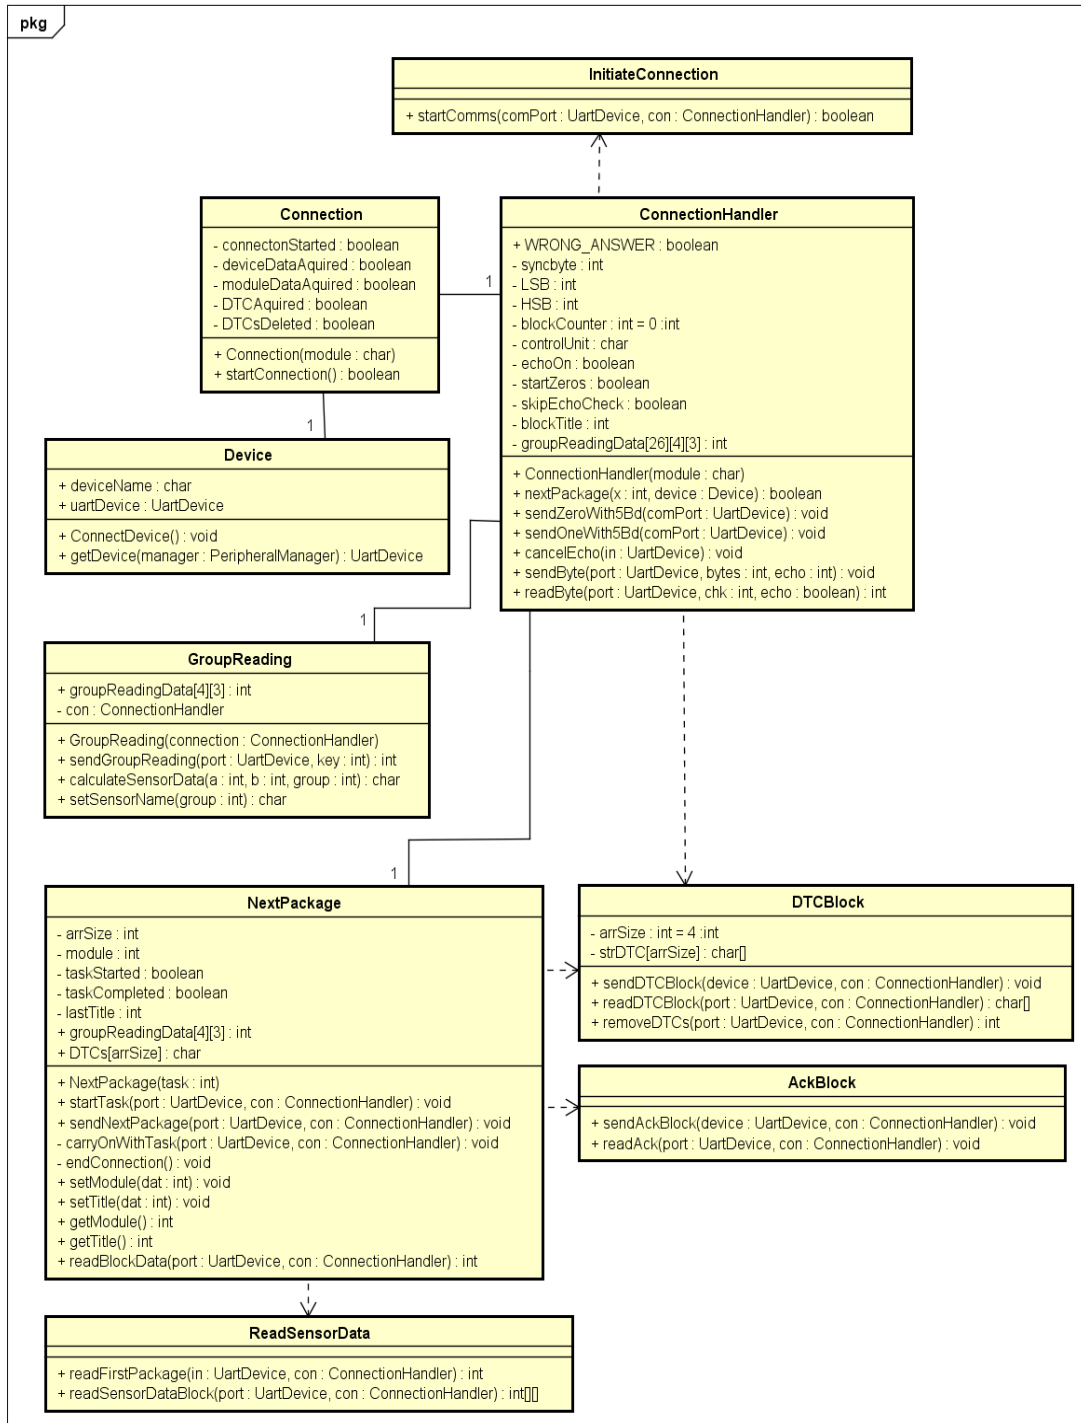 pkg
InitiateConnection
+ startComms(comPort : UartDevice, con : ConnectionHandler) : boolean
Connection
- connectonStarted : boolean
- deviceDataAquired : boolean
- moduleDataAquired : boolean
- DTCAquired : boolean
- DTCsDeleted : boolean
+ Connection(module : char)
+ startConnection() : boolean
1
ConnectionHandler
+ WRONG_ANSWER : boolean
- syncbyte : int
- LSB : int
- HSB : int
- blockCounter : int = 0 :int
- controlUnit : char
- echoOn : boolean
- startZeros : boolean
- skipEchoCheck : boolean
- blockTitle : int
- groupReadingData[26][4][3] : int
+ ConnectionHandler(module : char)
+ nextPackage(x : int, device : Device) : boolean
+ sendZeroWith5Bd(comPort : UartDevice) : void
+ sendOneWith5Bd(comPort : UartDevice) : void
+ cancelEcho(in : UartDevice) : void
+ sendByte(port : UartDevice, bytes : int, echo : int) : void
+ readByte(port : UartDevice, chk : int, echo : boolean) : int
1
Device
+ deviceName : char
+ uartDevice : UartDevice
+ ConnectDevice() : void
+ getDevice(manager : PeripheralManager) : UartDevice
1
GroupReading
+ groupReadingData[4][3] : int
- con : ConnectionHandler
+ GroupReading(connection : ConnectionHandler)
+ sendGroupReading(port : UartDevice, key : int) : int
+ calculateSensorData(a : int, b : int, group : int) : char
+ setSensorName(group : int) : char
1
NextPackage
- arrSize : int
- module : int
- taskStarted : boolean
- taskCompleted : boolean
- lastTitle : int
+ groupReadingData[4][3] : int
+ DTCs[arrSize] : char
+ NextPackage(task : int)
+ startTask(port : UartDevice, con : ConnectionHandler) : void
+ sendNextPackage(port : UartDevice, con : ConnectionHandler) : void
- carryOnWithTask(port : UartDevice, con : ConnectionHandler) : void
- endConnection() : void
+ setModule(dat : int) : void
+ setTitle(dat : int) : void
+ getModule() : int
+ getTitle() : int
+ readBlockData(port : UartDevice, con : ConnectionHandler) : int
DTCBlock
- arrSize : int = 4 :int
- strDTC[arrSize] : char[]
+ sendDTCBlock(device : UartDevice, con : ConnectionHandler) : void
+ readDTCBlock(port : UartDevice, con : ConnectionHandler) : char[]
+ removeDTCs(port : UartDevice, con : ConnectionHandler) : int
AckBlock
+ sendAckBlock(device : UartDevice, con : ConnectionHandler) : void
+ readAck(port : UartDevice, con : ConnectionHandler) : void
ReadSensorData
+ readFirstPackage(in : UartDevice, con : ConnectionHandler) : int
+ readSensorDataBlock(port : UartDevice, con : ConnectionHandler) : int[][]